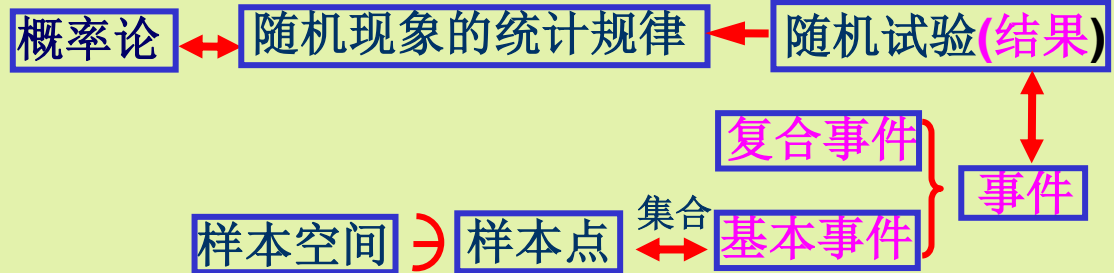 概率论 随机现象的统计规律 随机试验(结果)
复合事件
事件
集合
样本空间 ∋ 样本点 基本事件